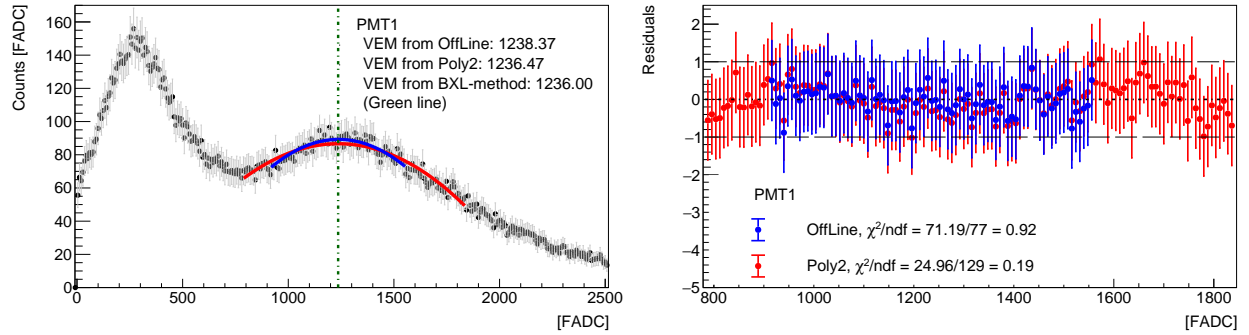 Counts [FADC]
160
140
120
100
80
60
40
20
0
0
500
1000
1500
2000
2500
[FADC]
PMT1
VEM from OffLine: 1238.37
VEM from Poly2: 1236.47
VEM from BXL-method: 1236.00
(Green line)
Residuals
2
1
0
−1
−2
−3
−4
−5
800
1000
1200
1400
1600
1800
[FADC]
PMT1
OffLine, χ²/ndf = 71.19/77 = 0.92
Poly2, χ²/ndf = 24.96/129 = 0.19